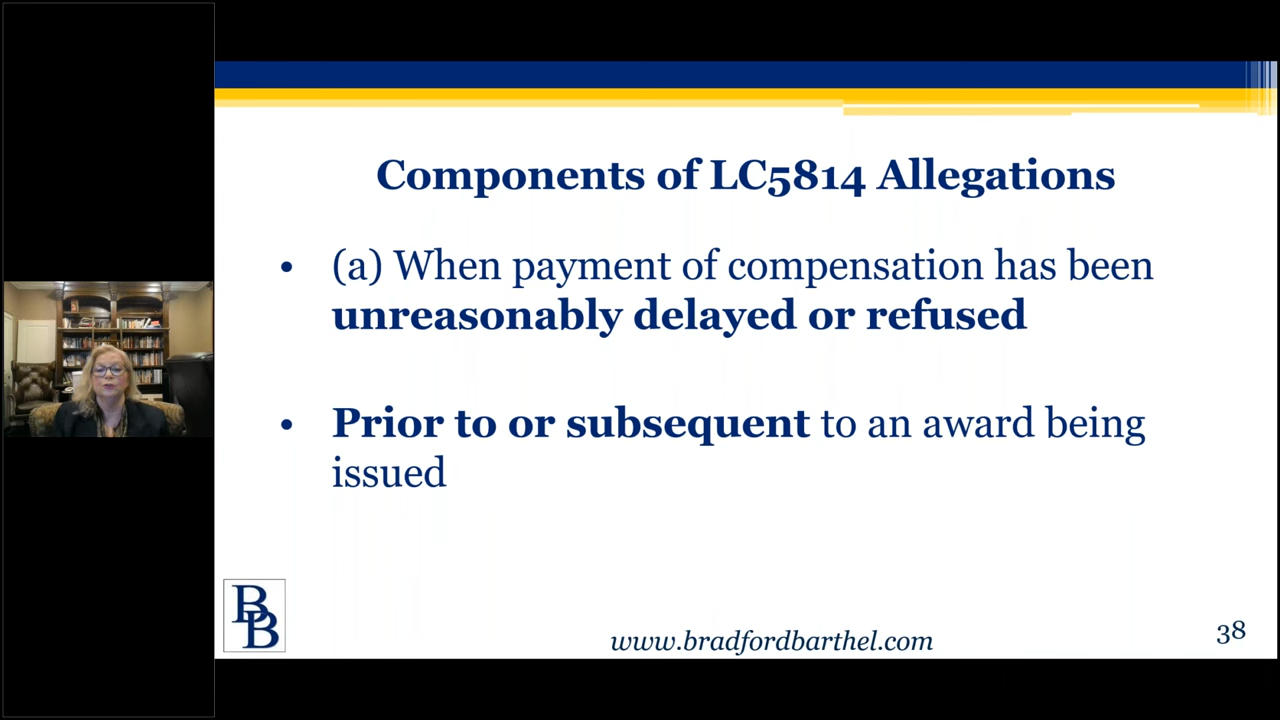 Components of LC5814 Allegations
• (a) When payment of compensation has been
unreasonably delayed or refused
• Prior to or subsequent to an award being
issued
BB
www.bradfordbarthel.com
38